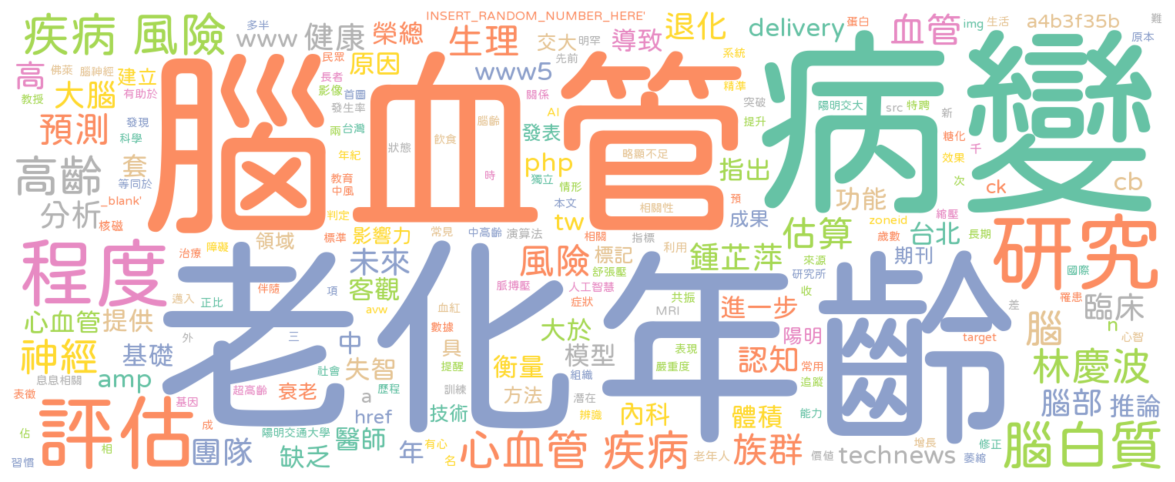 腦血管
病變
老化年齡
疾病 風險
www
健康
榮總
多半
INSERT_RANDOM_NUMBER_HERE'
生理
交大
明罕
先前
導致
退化
delivery
蛋白
血管
img
生活
a4b3f35b
難
原本
高
佛萊
腦神經
建立
有助於
教授
大腦
民眾
長者
影像
原因
首圖
發生率
www5
關係
系統
精準
突破
提升
AI
陽明交大
src
特聘
新
糖化
千
預測
發現
科學
兩
台灣
腦齡
發表
套
等同於
年紀
狀態
飲食
時
php
獨立
情形
略顯不足
指出
效果
次
ck
cb
高齡
_blank'
核磁
教育
中風
判定
本文
tw
相關性
預
成果
功能
zoneid
縮壓
長期
分析
領域
標準
影響力
常見
中高齡
演算法
相關
指標
估算
歲數
台北
研究
程度
治療
障礙
未來
風險
標記
利用
鍾芷萍
來源
研究所
期刊
國際
邁入
正比
伴隨
項
客觀
脈搏壓
舒張壓
人工智慧
症狀
收
進一步
差
罹患
臨床
心血管
提供
外
三
avw
血紅
數據
大於
共振
MRI
陽明
腦
n
心智
神經
基礎
中
失智
社會
具
提醒
衡量
模型
表現
嚴重度
認知
常用
追蹤
target
息息相關
amp
超高齡
衰老
歷程
組織
林慶波
表徵
基因
a
href
訓練
方法
潛在
辨識
內科
體積
能力
腦部
推論
評估
成
相
佔
習慣
陽明交通大學
團隊
缺乏
醫師
技術
年
有心
名
心血管 疾病
老年人
族群
價值
technews
增長
修正
萎縮
腦白質